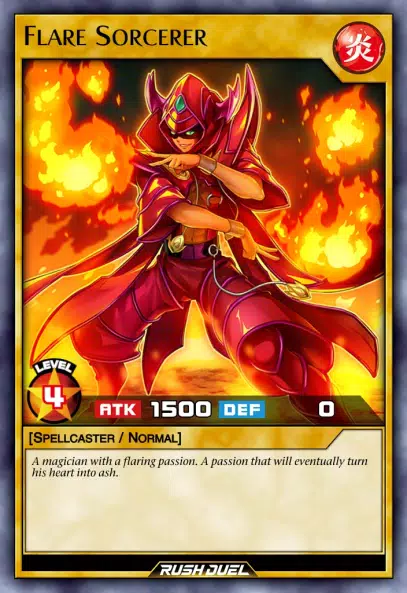 Flare Sorcerer
炎
LEVEL
4
ATK 1500 DEF 0
[Spellcaster / Normal]
A magician with a flaring passion. A passion that will eventually turn
his heart into ash.
RUSH DUEL